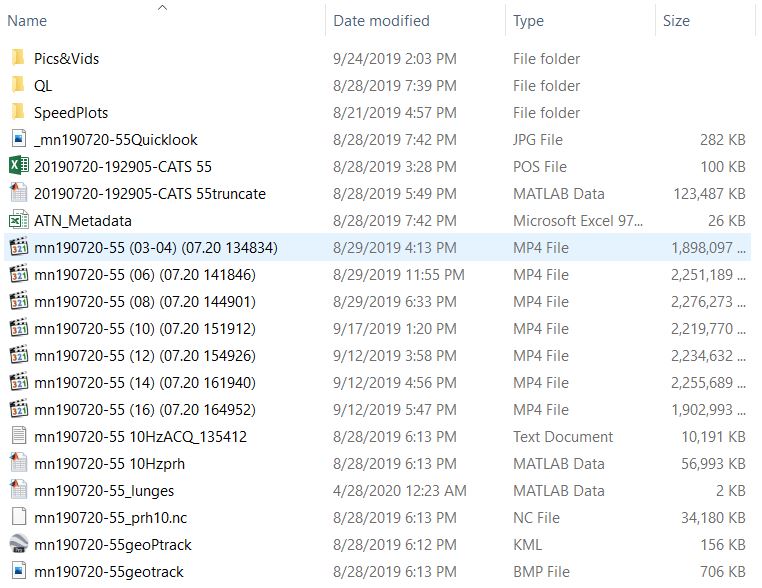 Name Date modified Type Size
Pics&Vids 9/24/2019 2:03 PM File folder
QL 8/28/2019 7:39 PM File folder
SpeedPlots 8/21/2019 4:57 PM File folder
_mn190720-55Quicklook 8/28/2019 7:42 PM JPG File 282 KB
20190720-192905-CATS 55 8/28/2019 3:28 PM POS File 100 KB
20190720-192905-CATS 55truncate 8/28/2019 5:49 PM MATLAB Data 123,487 KB
ATN_Metadata 8/28/2019 7:42 PM Microsoft Excel 97... 26 KB
mn190720-55 (03-04) (07.20 134834) 8/29/2019 4:13 PM MP4 File 1,898,097 ...
mn190720-55 (06) (07.20 141846) 8/29/2019 11:55 PM MP4 File 2,251,189 ...
mn190720-55 (08) (07.20 144901) 8/29/2019 6:33 PM MP4 File 2,276,273 ...
mn190720-55 (10) (07.20 151912) 9/17/2019 1:20 PM MP4 File 2,219,770 ...
mn190720-55 (12) (07.20 154926) 9/12/2019 3:58 PM MP4 File 2,234,632 ...
mn190720-55 (14) (07.20 161940) 9/12/2019 4:56 PM MP4 File 2,255,689 ...
mn190720-55 (16) (07.20 164952) 9/12/2019 5:47 PM MP4 File 1,902,993 ...
mn190720-55 10HzACQ_135412 8/28/2019 6:13 PM Text Document 10,191 KB
mn190720-55 10Hzprh 8/28/2019 6:13 PM MATLAB Data 56,993 KB
mn190720-55_lunges 4/28/2020 12:23 AM MATLAB Data 2 KB
mn190720-55_prh10.nc 8/28/2019 6:13 PM NC File 34,180 KB
mn190720-55geoPtrack 8/28/2019 6:12 PM KML 156 KB
mn190720-55geotrack 8/28/2019 6:13 PM BMP File 706 KB